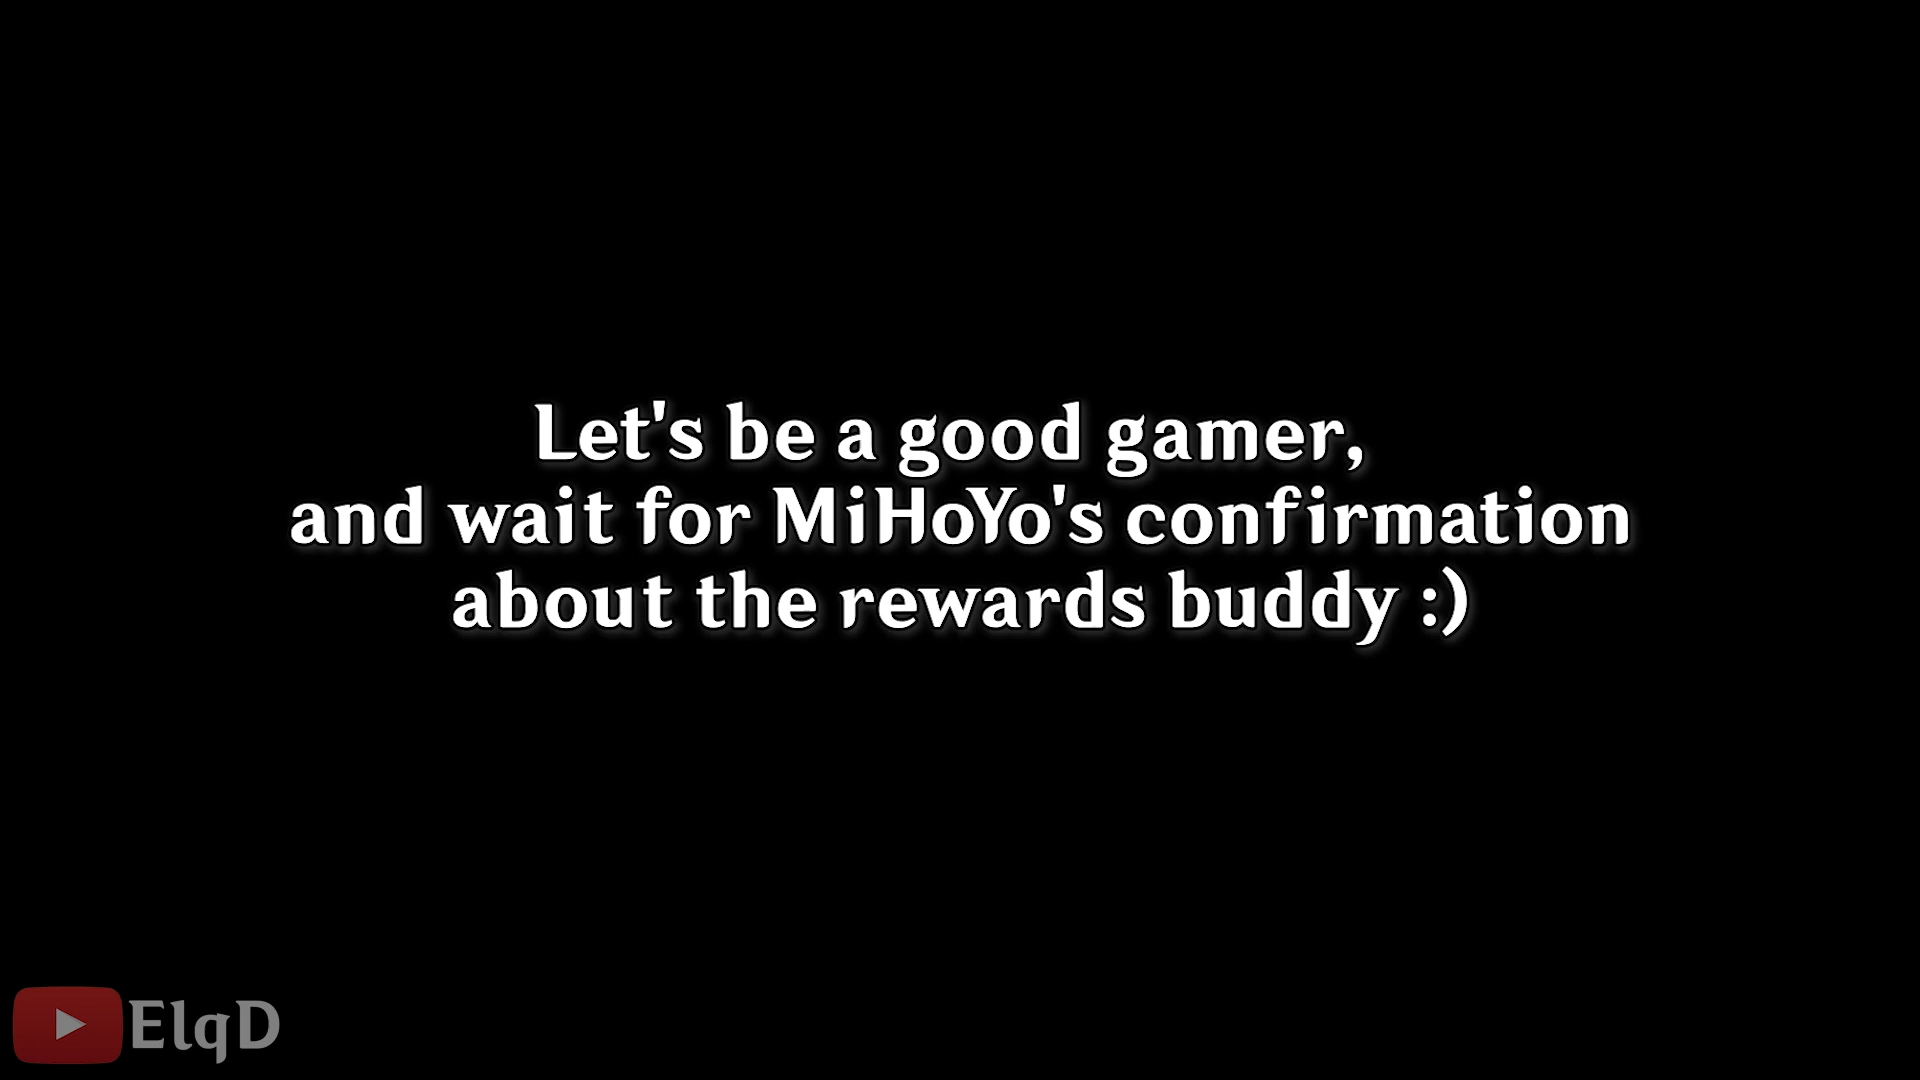 Let's be a good gamer,
and wait for MiHoYo's confirmation
about the rewards buddy :)
ElqD